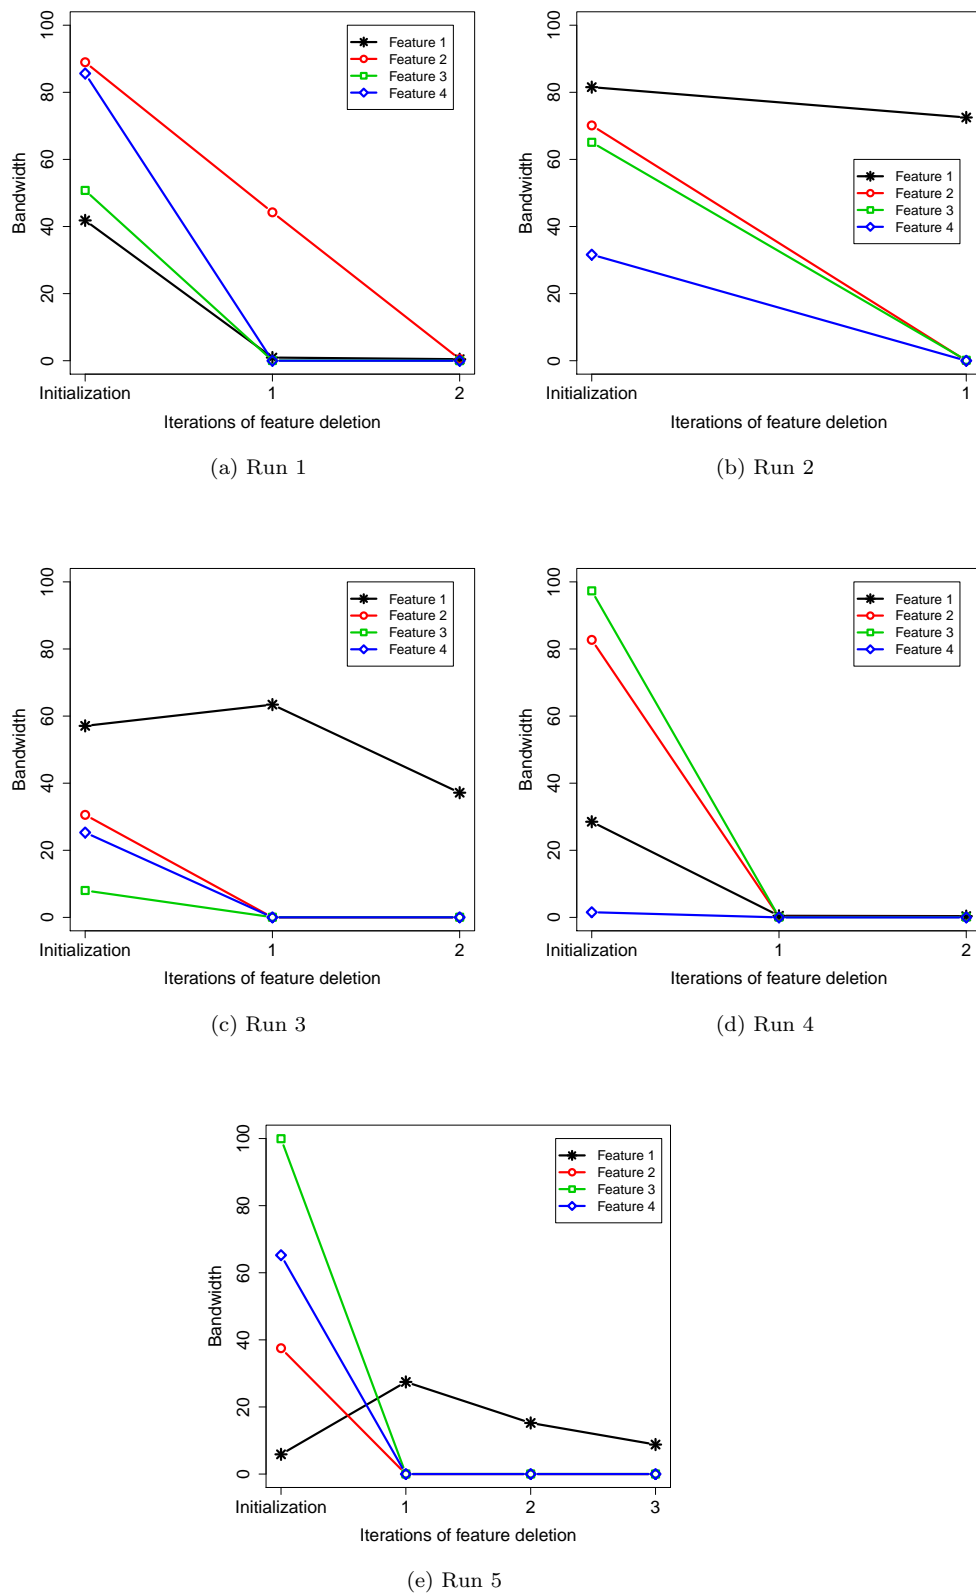 100
80
60
40
20
0
Bandwidth
Feature 1
Feature 2
Feature 3
Feature 4
Initialization 1 2
Iterations of feature deletion
(a) Run 1
100
80
60
40
20
0
Bandwidth
Feature 1
Feature 2
Feature 3
Feature 4
Initialization 1
Iterations of feature deletion
(b) Run 2
100
80
60
40
20
0
Bandwidth
Feature 1
Feature 2
Feature 3
Feature 4
Initialization 1 2
Iterations of feature deletion
(c) Run 3
100
80
60
40
20
0
Bandwidth
Feature 1
Feature 2
Feature 3
Feature 4
Initialization 1 2
Iterations of feature deletion
(d) Run 4
100
80
60
40
20
0
Bandwidth
Feature 1
Feature 2
Feature 3
Feature 4
Initialization 1 2 3
Iterations of feature deletion
(e) Run 5